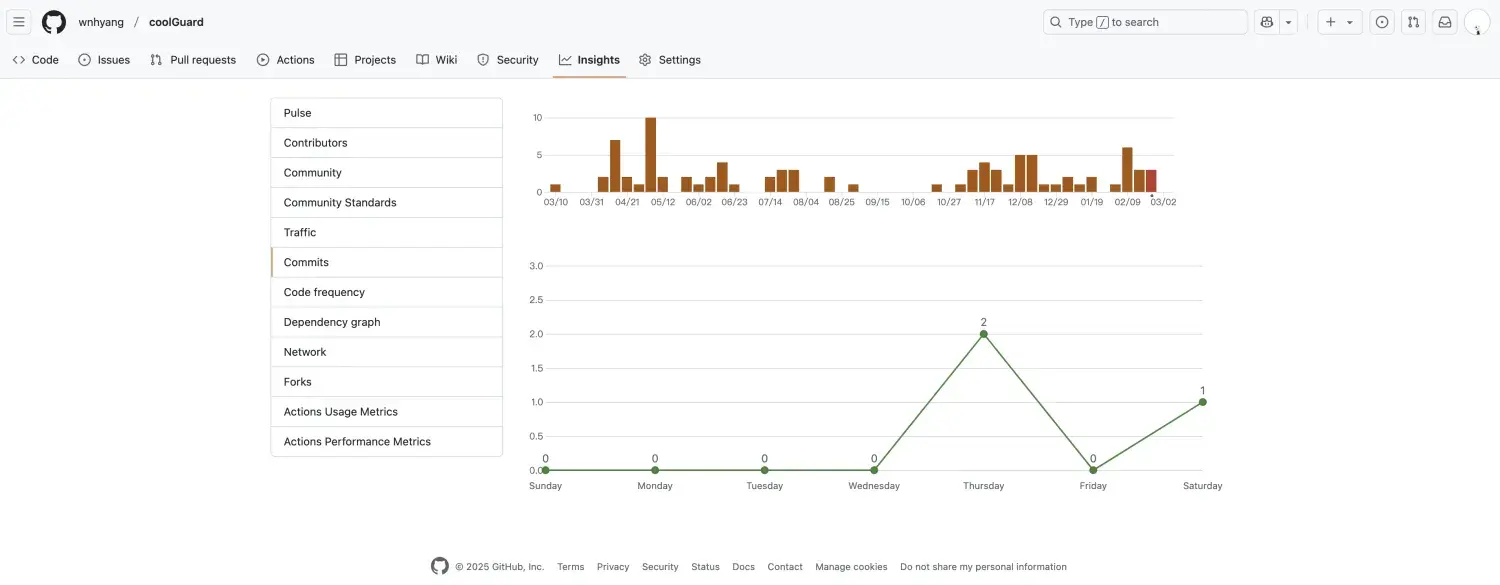 wnhyang / coolGuard
Type / to search
Code Issues Pull requests Actions Projects Wiki Security Insights Settings
Pulse
Contributors
Community
Community Standards
Traffic
Commits
Code frequency
Dependency graph
Network
Forks
Actions Usage Metrics
Actions Performance Metrics
10
5
0
03/10 03/31 04/21 05/12 06/02 06/23 07/14 08/04 08/25 09/15 10/06 10/27 11/17 12/08 12/29 01/19 02/09 03/02
3.0
2.5
2
2.0
1.5
1
1.0
0.5
0 0 0 0 0
0.0
Sunday Monday Tuesday Wednesday Thursday Friday Saturday
© 2025 GitHub, Inc. Terms Privacy Security Status Docs Contact Manage cookies Do not share my personal information